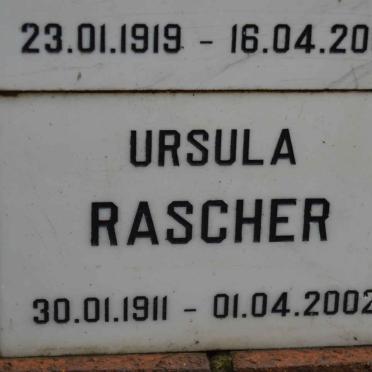 23.01.1919 - 16.04.20
URSULA
RASCHER
30.01.1911 - 01.04.2002